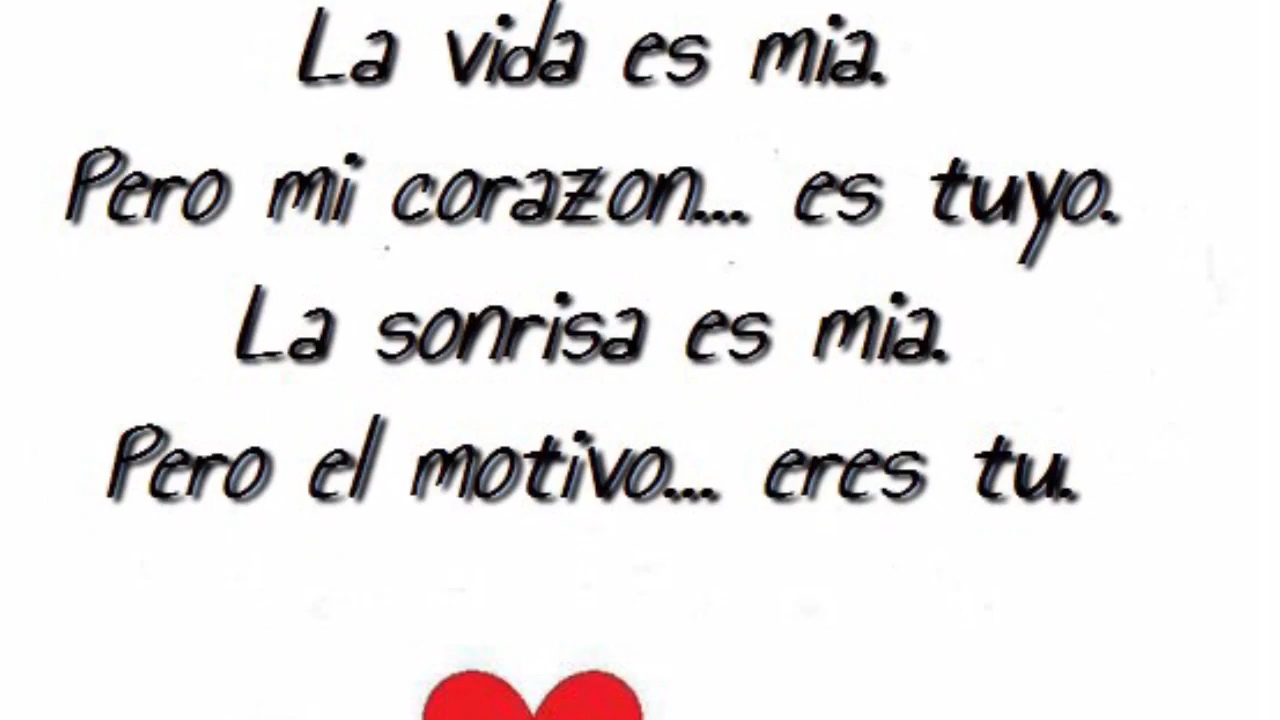 La vida es mia.
Pero mi corazon... es tuyo.
La sonrisa es mia.
Pero el motivo... eres tu.